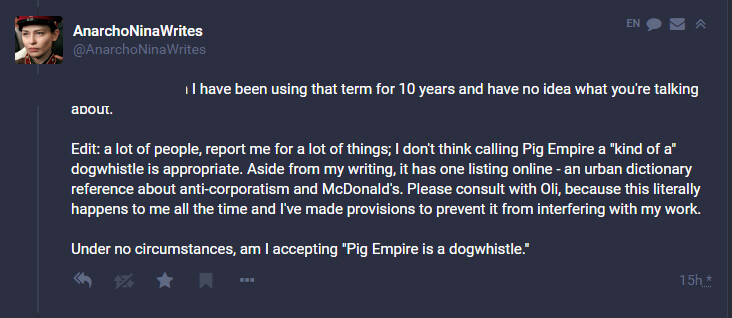 AnarchoNinaWrites
EN
@AnarchoNinaWrites
I have been using that term for 10 years and have no idea what you're talking
about.
Edit: a lot of people, report me for a lot of things; I don't think calling Pig Empire a "kind of a"
dogwhistle is appropriate. Aside from my writing, it has one listing online - an urban dictionary
reference about anti-corporatism and McDonald's. Please consult with Oli, because this literally
happens to me all the time and I've made provisions to prevent it from interfering with my work.
Under no circumstances, am I accepting "Pig Empire is a dogwhistle."
15h *